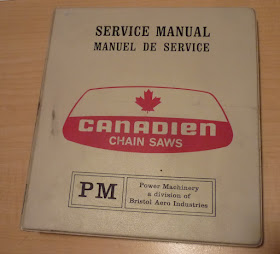 SERVICE MANUAL
MANUEL DE SERVICE
CANADIEN
CHAIN SAWS
PM
Power Machinery
a division of
Bristol Aero Industries